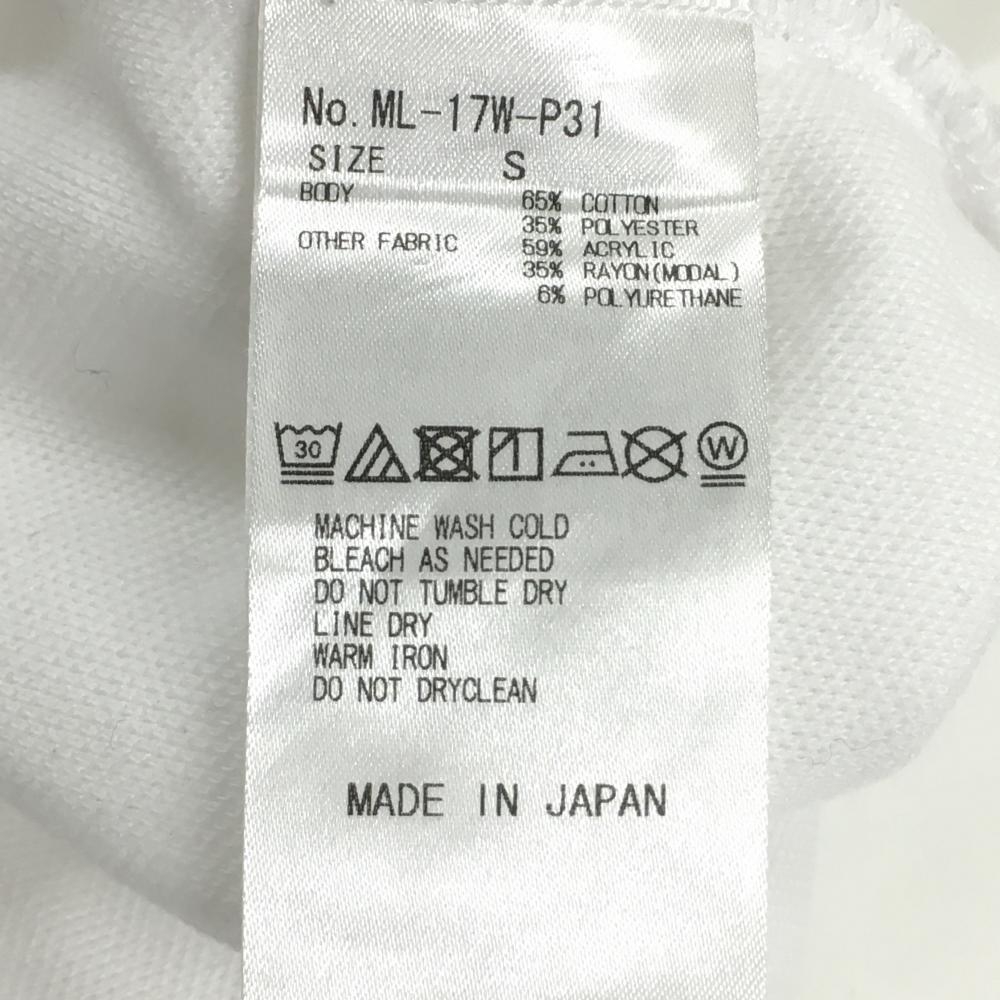 No. ML-17W-P31
SIZE S
BODY 65% COTTON
35% POLYESTER
OTHER FABRIC 59% ACRYLIC
35% RAYON(MODAL)
6% POLYURETHANE
30 W
MACHINE WASH COLD
BLEACH AS NEEDED
DO NOT TUMBLE DRY
LINE DRY
WARM IRON
DO NOT DRYCLEAN
MADE IN JAPAN